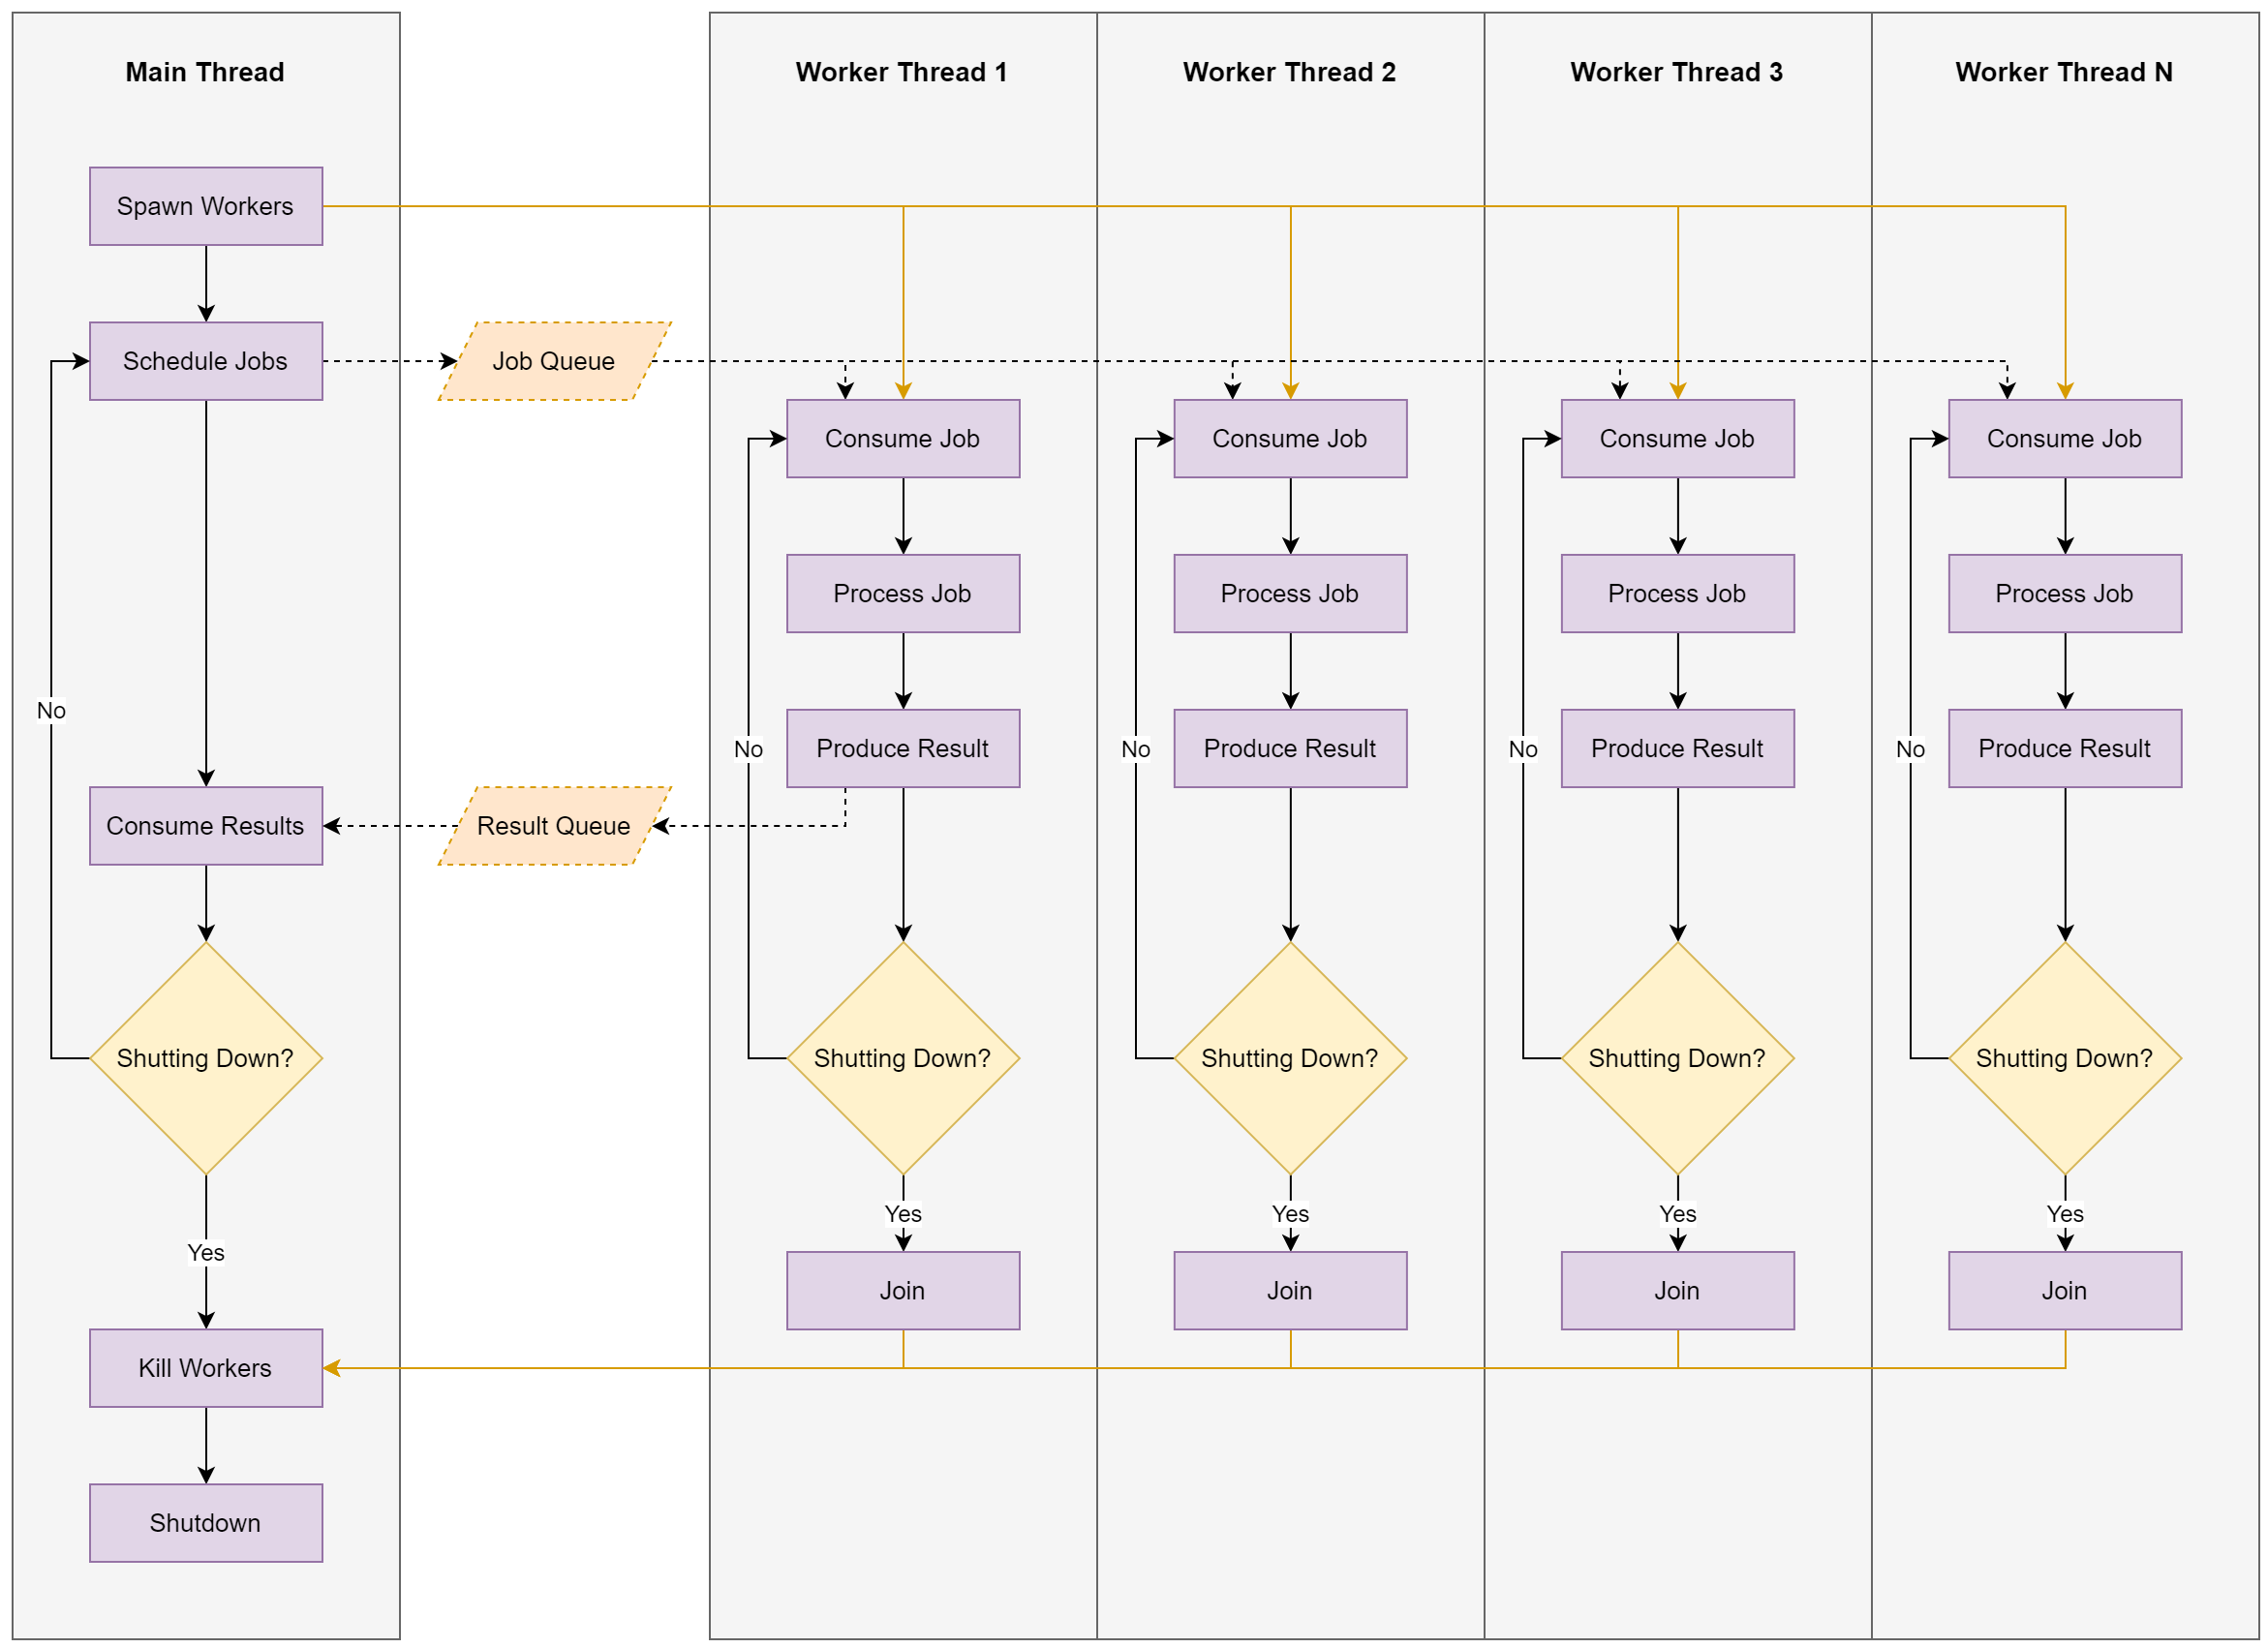 Main Thread
Spawn Workers
Schedule Jobs
No
Consume Results
Shutting Down?
Yes
Kill Workers
Shutdown
Job Queue
Result Queue
Worker Thread 1
Consume Job
Process Job
Produce Result
No
Shutting Down?
Yes
Join
Worker Thread 2
Consume Job
Process Job
Produce Result
No
Shutting Down?
Yes
Join
Worker Thread 3
Consume Job
Process Job
Produce Result
No
Shutting Down?
Yes
Join
Worker Thread N
Consume Job
Process Job
Produce Result
No
Shutting Down?
Yes
Join